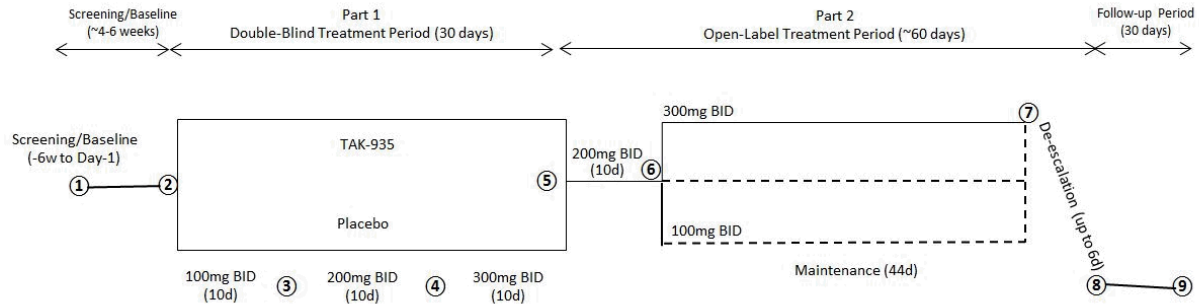 Screening/Baseline
(~4-6 weeks)
Part 1
Double-Blind Treatment Period (30 days)
Part 2
Open-Label Treatment Period (~60 days)
Follow-up Period
(30 days)
Screening/Baseline
(-6w to Day-1)
1
2
TAK-935
Placebo
5
100mg BID
(10d)
3
200mg BID
(10d)
4
300mg BID
(10d)
200mg BID
(10d)
6
300mg BID
100mg BID
Maintenance (44d)
7
De-escalation (up to 6d)
8
9